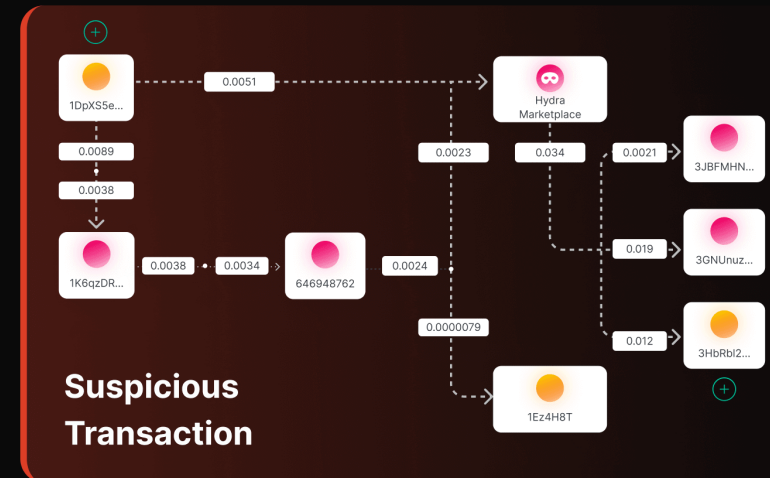 1DpXS5e...
0.0051
Hydra
Marketplace
0.0089
0.0023
0.034
0.0021
3JBFMHN...
0.0038
1K6qzDR...
0.0038
0.0034
646948762
0.0024
0.019
3GNUnuz...
0.0000079
0.012
3HbRbl2...
1Ez4H8T
Suspicious
Transaction